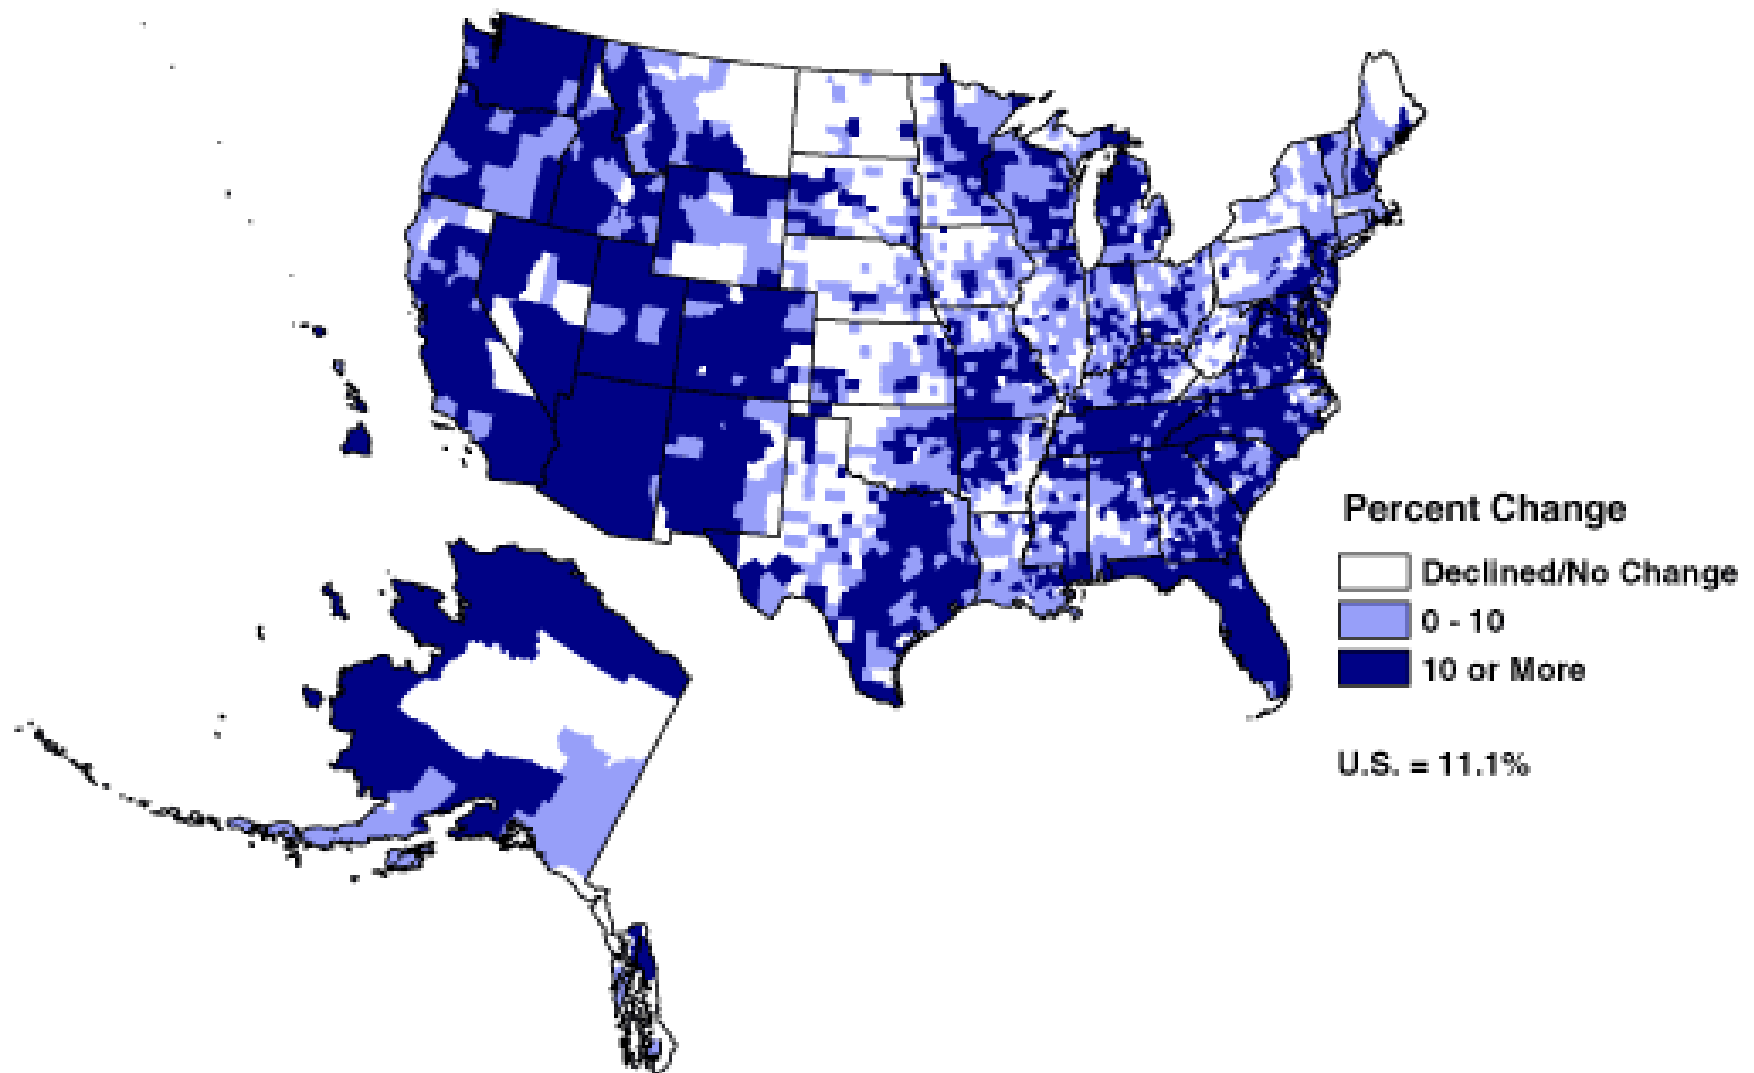 Percent Change
Declined/No Change
0 - 10
10 or More
U.S. = 11.1%